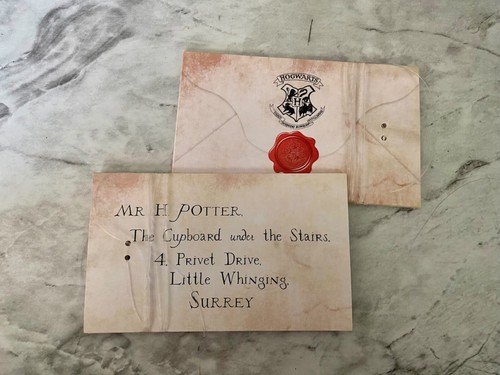 HOGWARTS
MR H POTTER,
The Cupboard under the Stairs,
4, Privet Drive,
Little Whinging,
SURREY